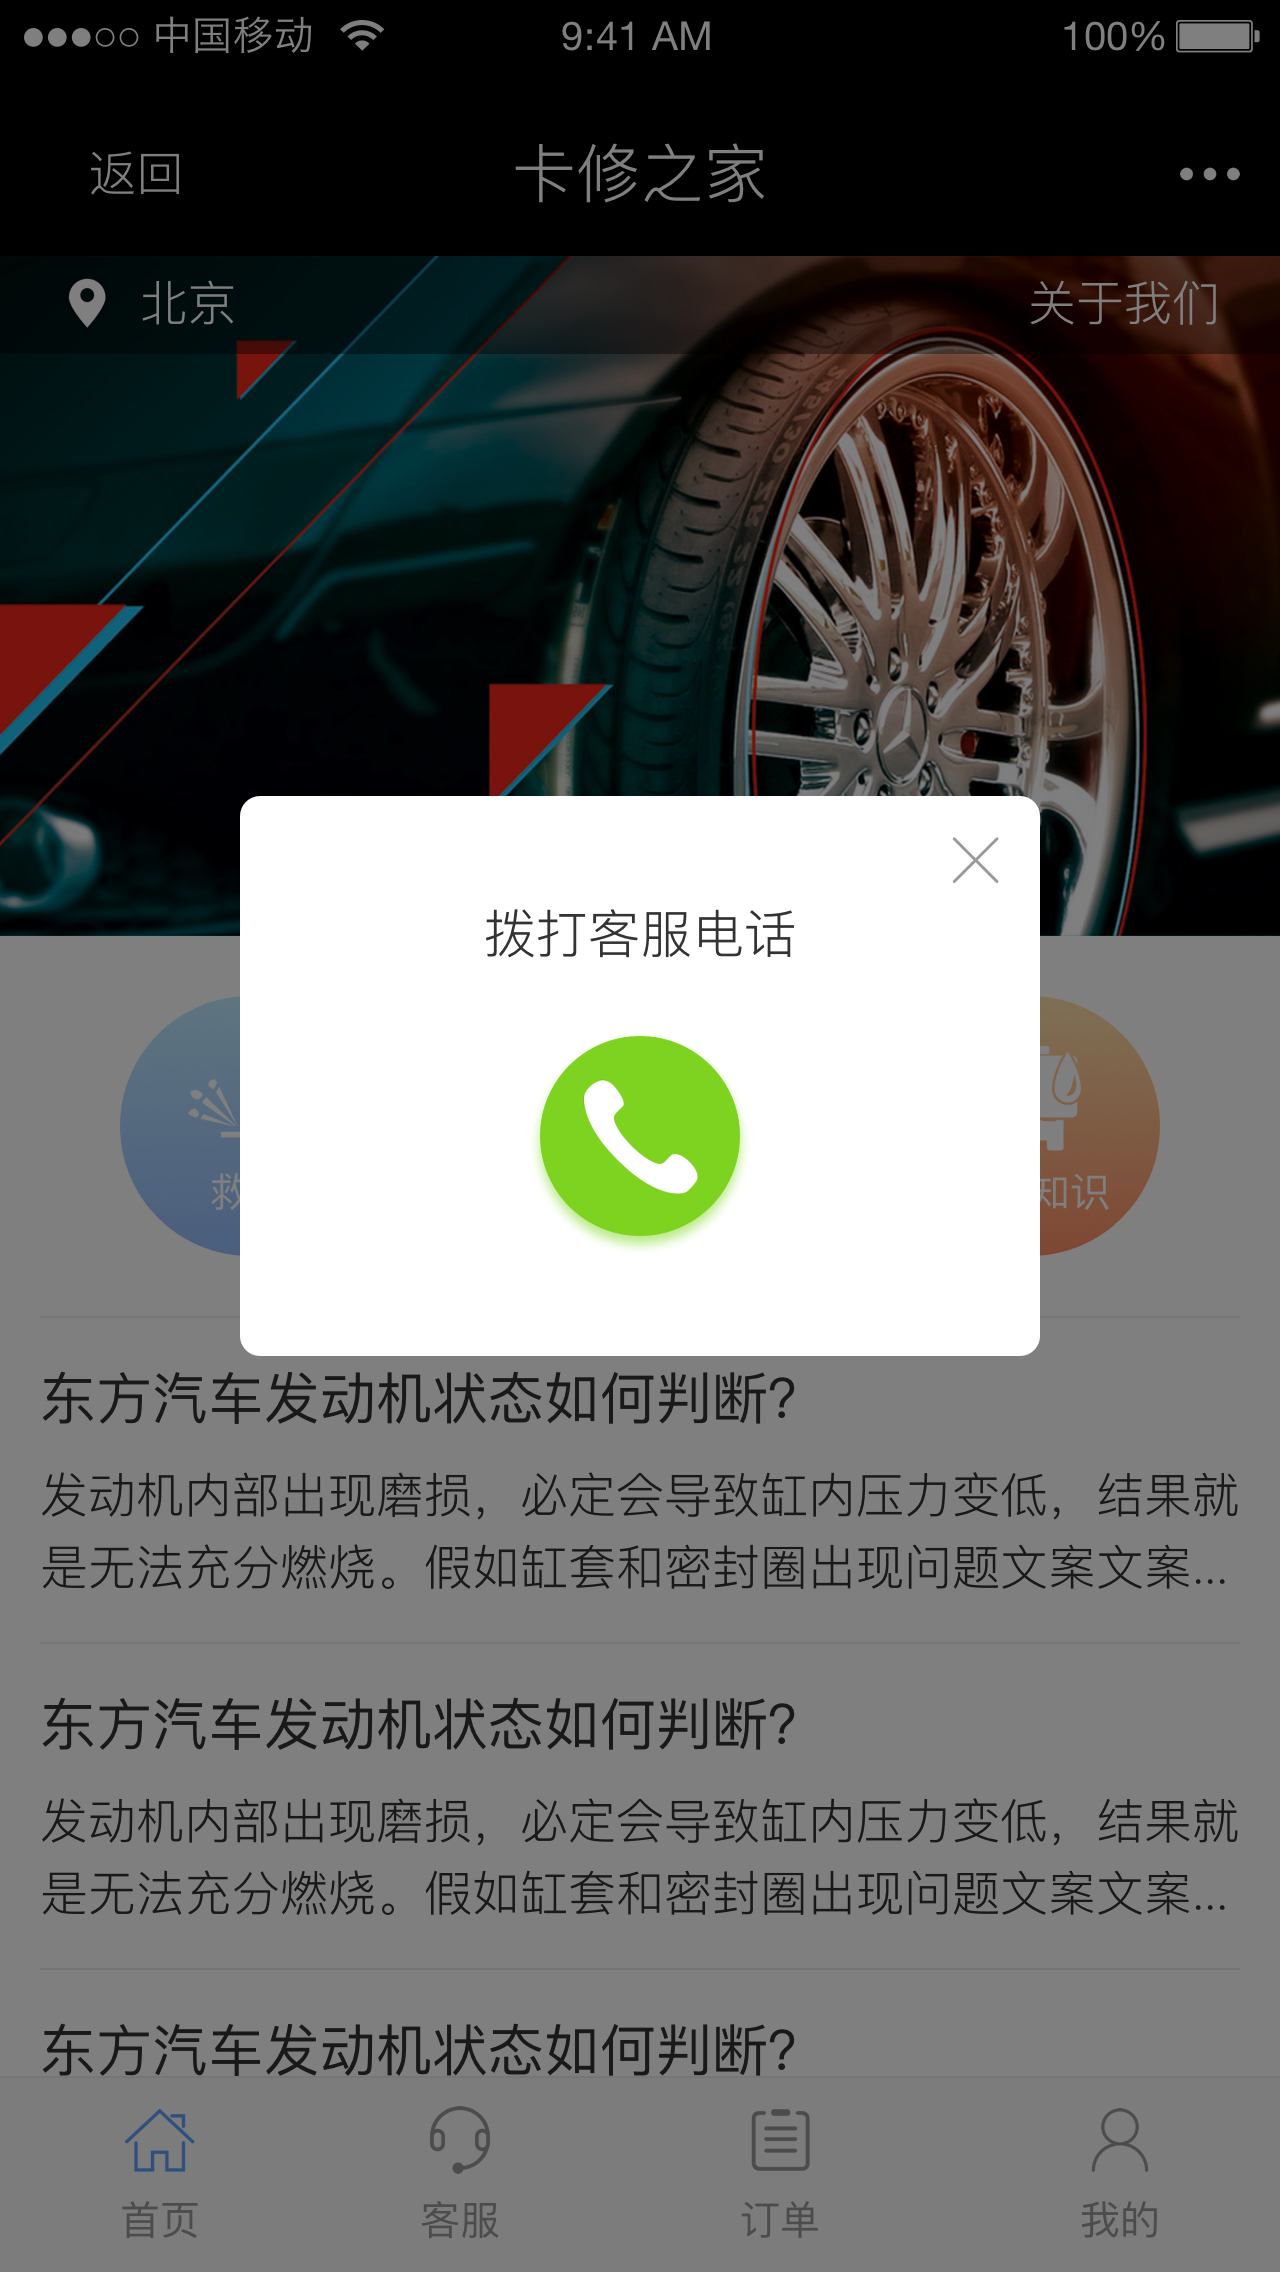 中国移动 9:41 AM 100%
返回 卡修之家
北京 关于我们
拨打客服电话
救 知识
东方汽车发动机状态如何判断?
发动机内部出现磨损，必定会导致缸内压力变低，结果就
是无法充分燃烧。假如缸套和密封圈出现问题文案文案...
东方汽车发动机状态如何判断?
发动机内部出现磨损，必定会导致缸内压力变低，结果就
是无法充分燃烧。假如缸套和密封圈出现问题文案文案...
东方汽车发动机状态如何判断?
首页 客服 订单 我的